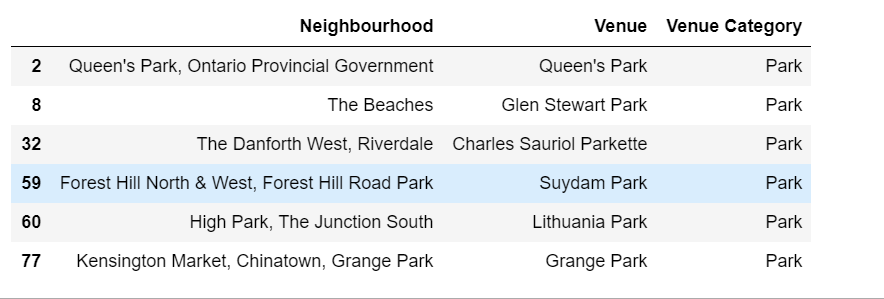 Neighbourhood Venue Venue Category
2 Queen's Park, Ontario Provincial Government Queen's Park Park
8 The Beaches Glen Stewart Park Park
32 The Danforth West, Riverdale Charles Sauriol Parkette Park
59 Forest Hill North & West, Forest Hill Road Park Suydam Park Park
60 High Park, The Junction South Lithuania Park Park
77 Kensington Market, Chinatown, Grange Park Grange Park Park